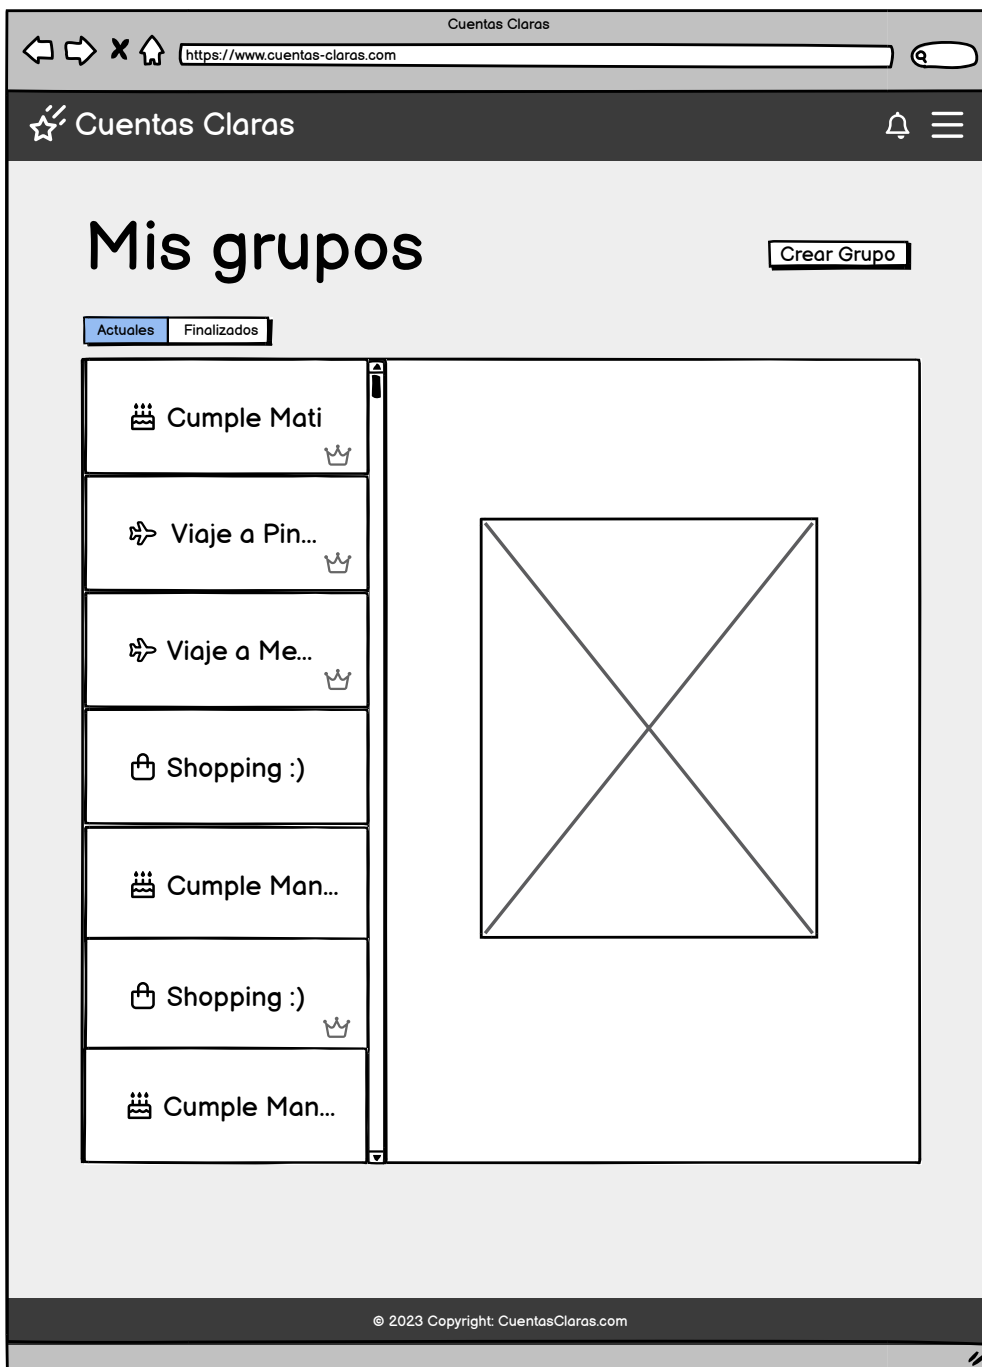 Cuentas Claras
https://www.cuentas-claras.com
Cuentas Claras
Mis grupos
Crear Grupo
Actuales Finalizados
Cumple Mati
Viaje a Pin...
Viaje a Me...
Shopping :)
Cumple Man...
Shopping :)
Cumple Man...
© 2023 Copyright: CuentasClaras.com